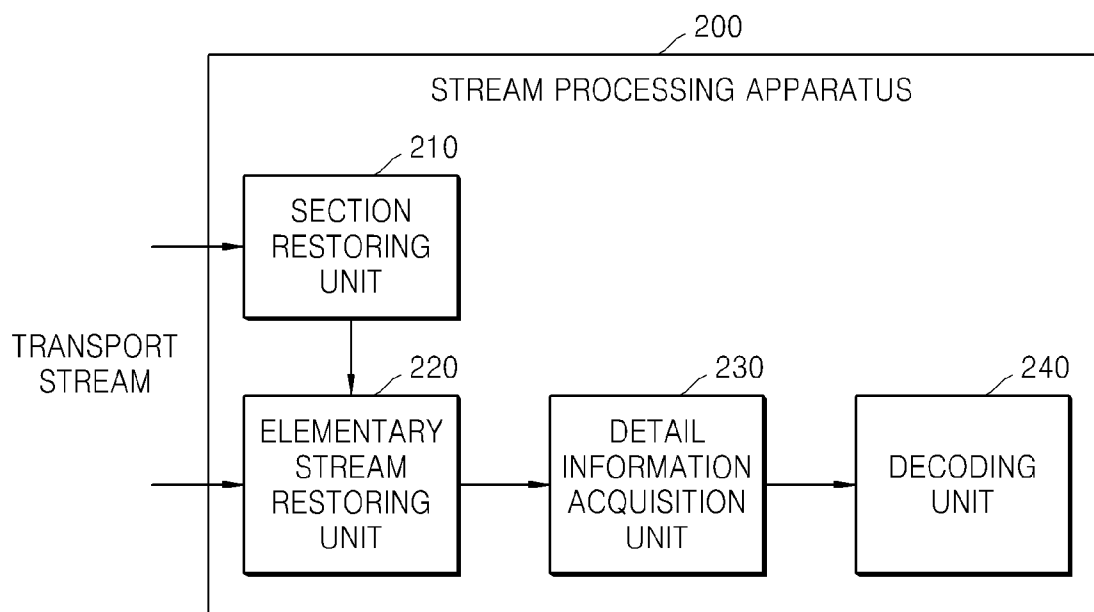 200
STREAM PROCESSING APPARATUS
210
SECTION
RESTORING
UNIT
TRANSPORT
STREAM
220
ELEMENTARY
STREAM
RESTORING
UNIT
230
DETAIL
INFORMATION
ACQUISITION
UNIT
240
DECODING
UNIT